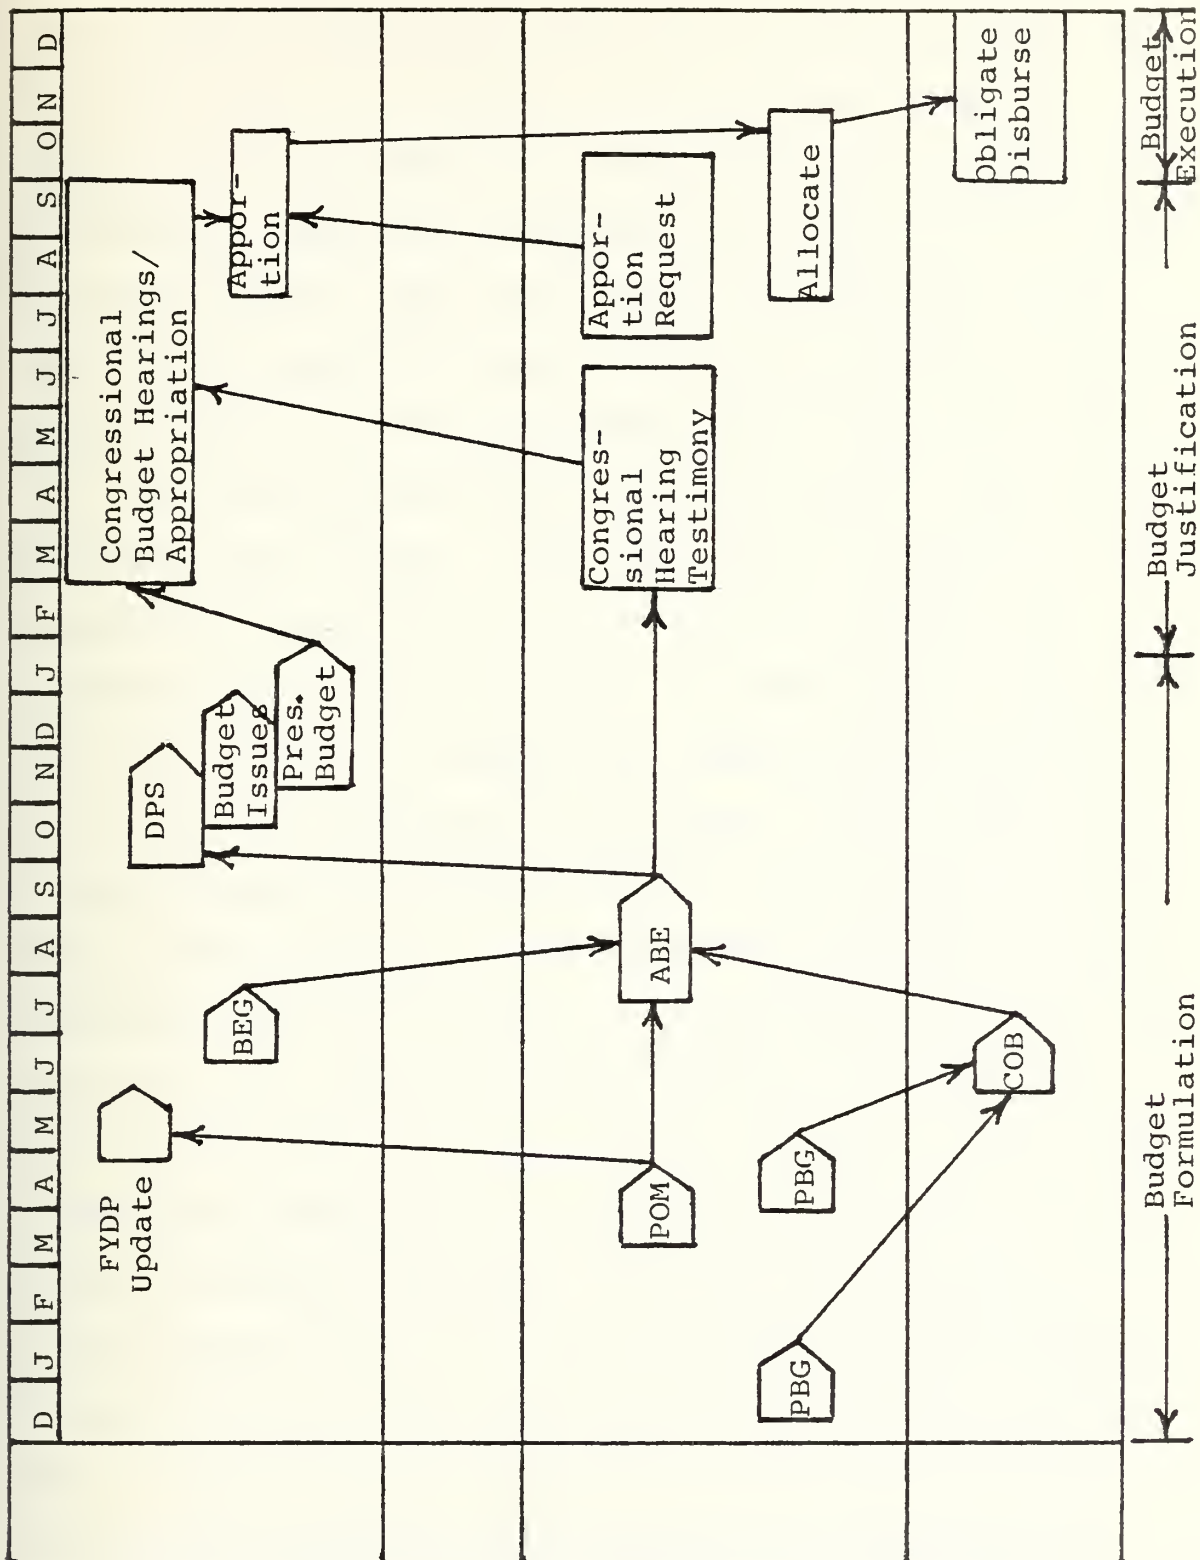 D J F M A M J J A S O N D J F M A M J J A S O N D
FYDP
Update
DPS
Congressional
Budget Hearings/
Appropriation
BEG
Budget
Issues
Pres.
Budget
Appor-
tion
POM
ABE
Congres-
sional
Hearing
Testimony
Appor-
tion
Request
PBG
PBG
Allocate
COB
Obligate
Disburse
Budget
Formulation
Budget
Justification
Budget
Execution